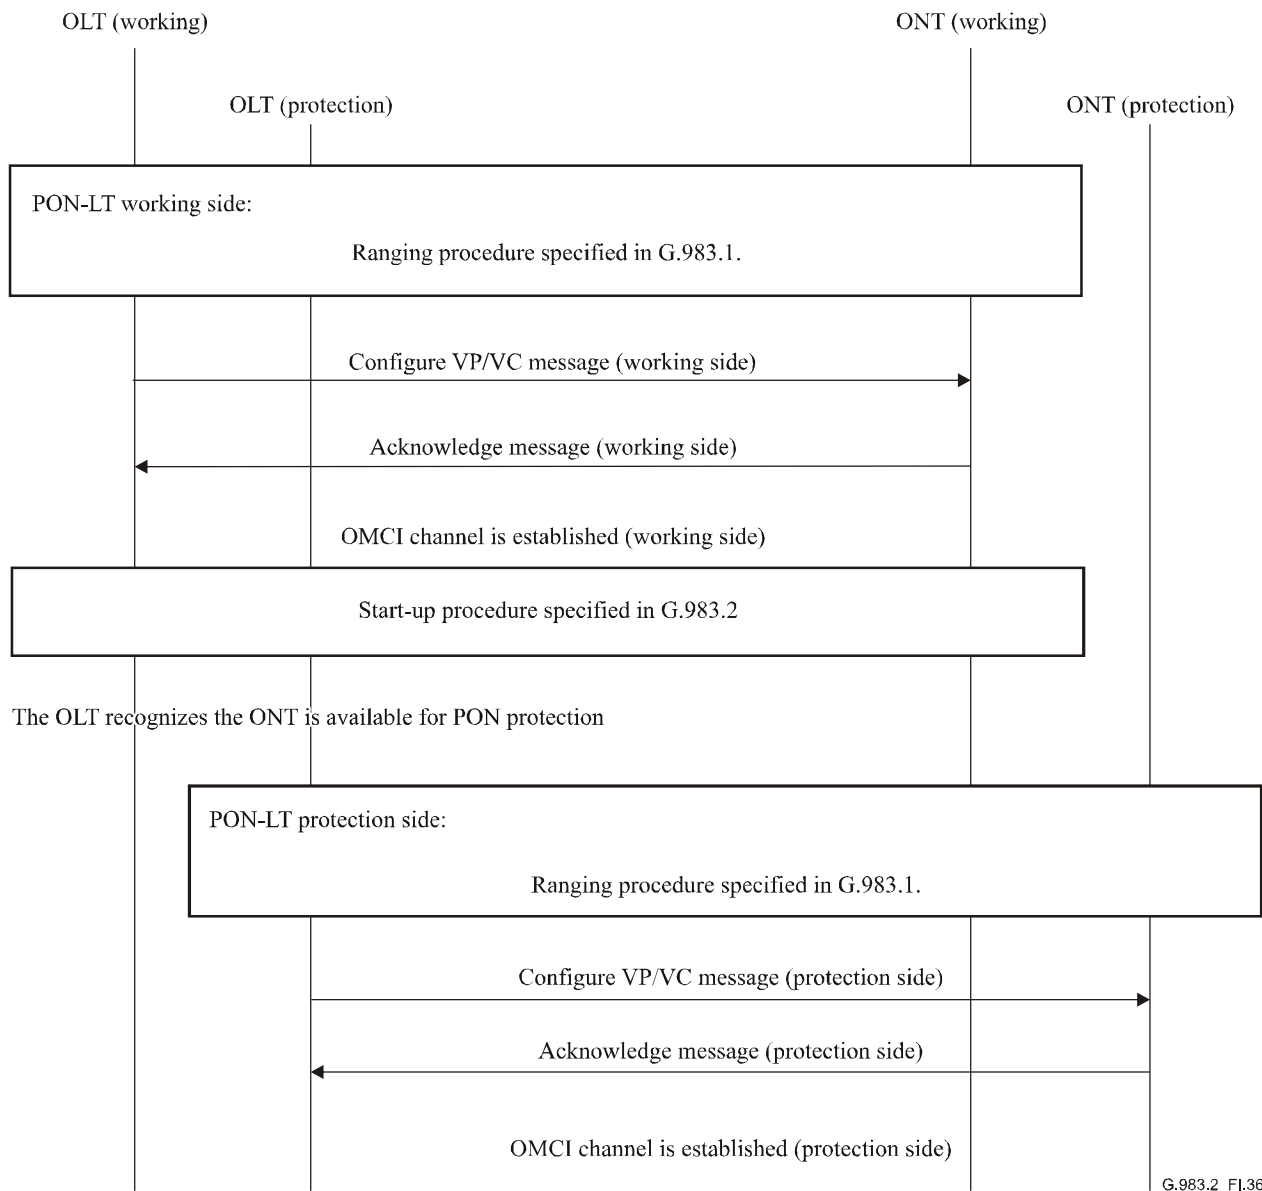 OLT (working)
ONT (working)
OLT (protection)
ONT (protection)
PON-LT working side:
Ranging procedure specified in G.983.1.
Configure VP/VC message (working side)
Acknowledge message (working side)
OMCI channel is established (working side)
Start-up procedure specified in G.983.2
The OLT recognizes the ONT is available for PON protection
PON-LT protection side:
Ranging procedure specified in G.983.1.
Configure VP/VC message (protection side)
Acknowledge message (protection side)
OMCI channel is established (protection side)
G.983.2_FI.36